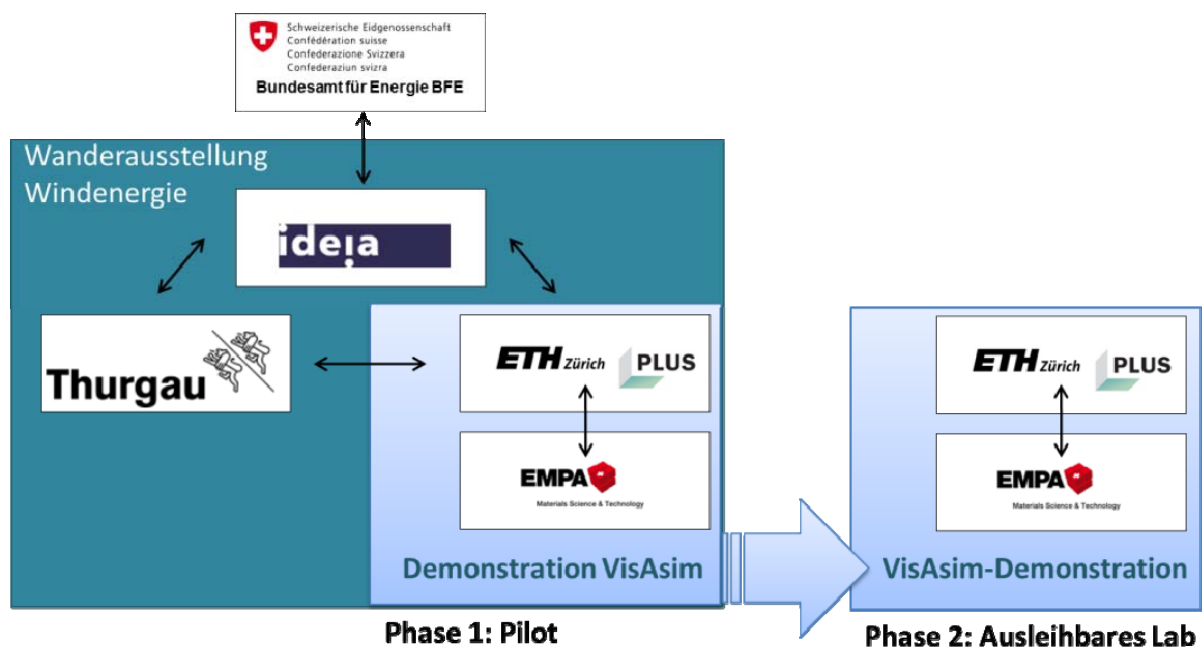 Schweizerische Eidgenossenschaft
Confédération suisse
Confederazione Svizzera
Confederaziun svizra
Bundesamt für Energie BFE
Wanderausstellung
Windenergie
ideia
Thurgau
ETH Zürich PLUS
EMPA
Materials Science & Technology
Demonstration VisAsim
Phase 1: Pilot
ETH Zürich PLUS
EMPA
Materials Science & Technology
VisAsim-Demonstration
Phase 2: Ausleihbares Lab